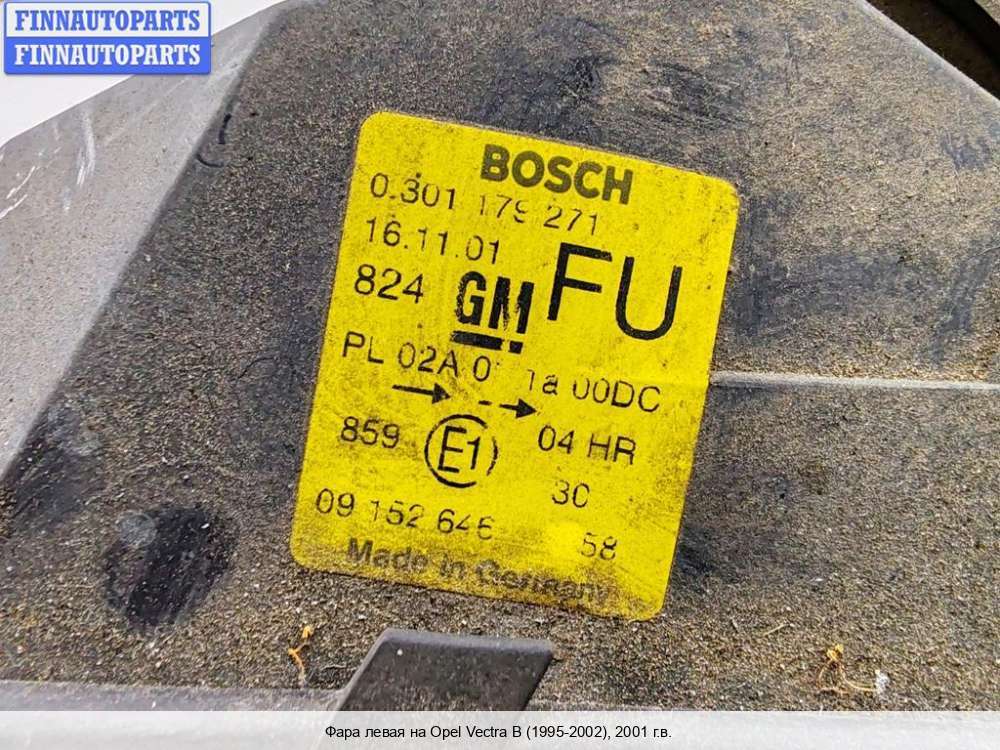 FINNAUTOPARTS
FINNAUTOPARTS
BOSCH
0 301 179 271
16.11.01
824 GM FU
PL 02A 00DC
859 E1 04 HR
30
09 152 646
58
Made in Germany
Фара левая на Opel Vectra B (1995-2002), 2001 г.в.